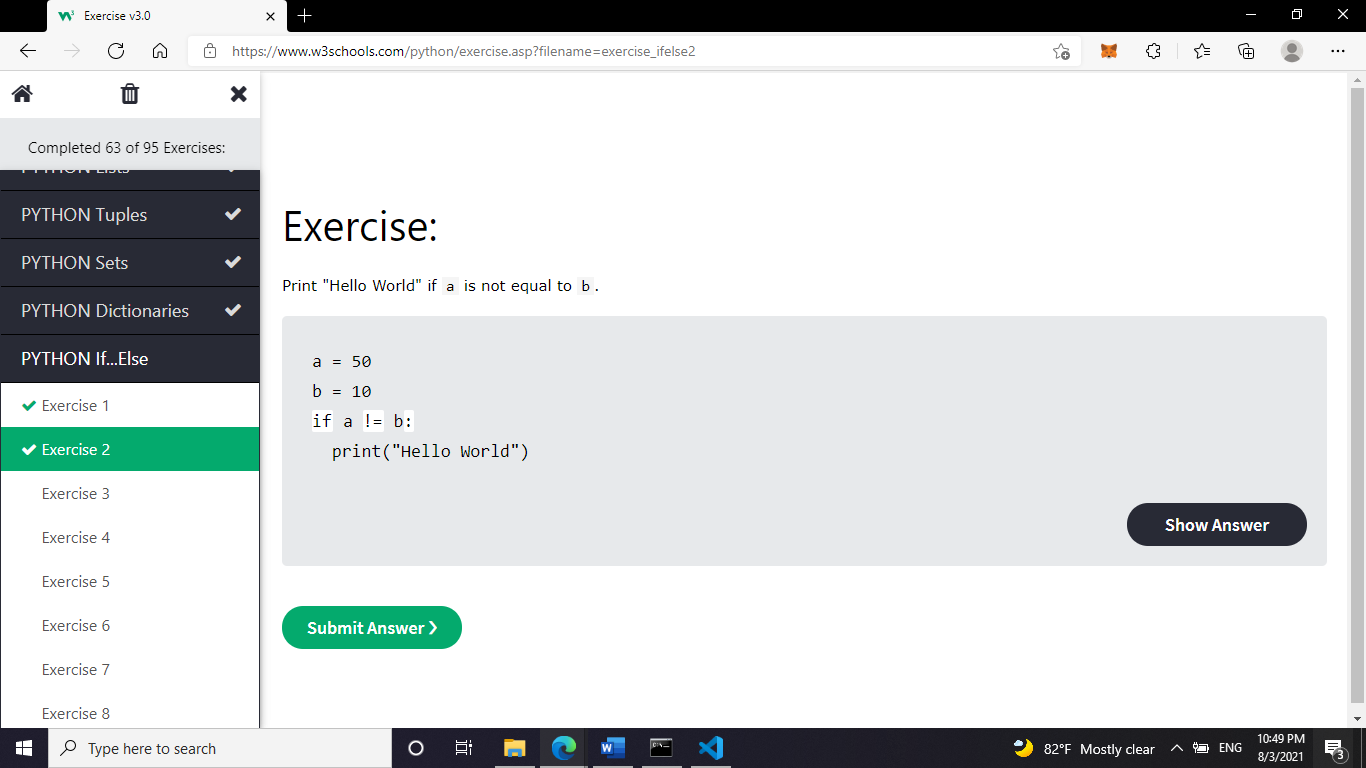 Exercise v3.0
https://www.w3schools.com/python/exercise.asp?filename=exercise_ifelse2
Completed 63 of 95 Exercises:
PYTHON Lists
PYTHON Tuples
PYTHON Sets
PYTHON Dictionaries
PYTHON If...Else
Exercise 1
Exercise 2
Exercise 3
Exercise 4
Exercise 5
Exercise 6
Exercise 7
Exercise 8
Exercise:
Print "Hello World" if a is not equal to b.
a = 50
b = 10
if a != b:
  print("Hello World")
Show Answer
Submit Answer ❯
Type here to search
82°F Mostly clear
ENG
10:49 PM
8/3/2021
3